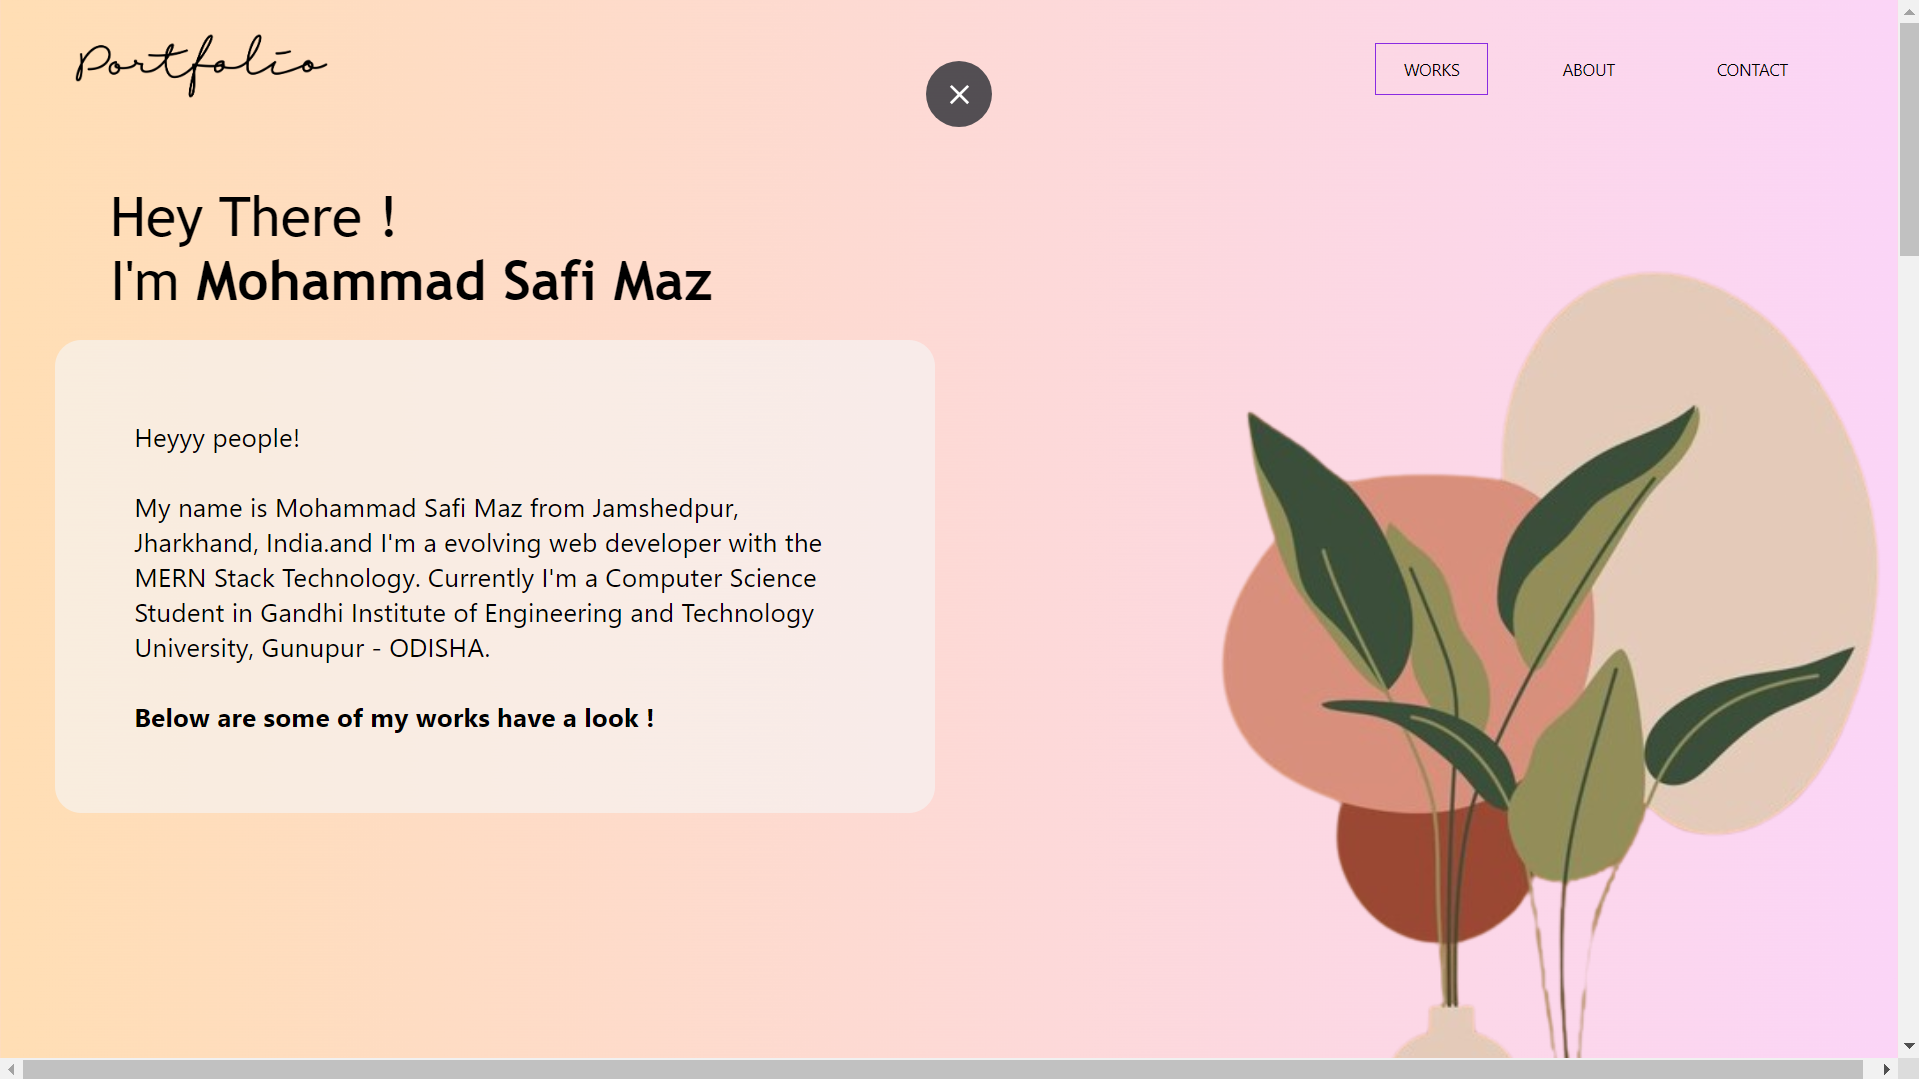 Portfolio
WORKS
ABOUT
CONTACT
Hey There !
I'm Mohammad Safi Maz
Heyyy people!
My name is Mohammad Safi Maz from Jamshedpur,
Jharkhand, India.and I'm a evolving web developer with the
MERN Stack Technology. Currently I'm a Computer Science
Student in Gandhi Institute of Engineering and Technology
University, Gunupur - ODISHA.
Below are some of my works have a look !